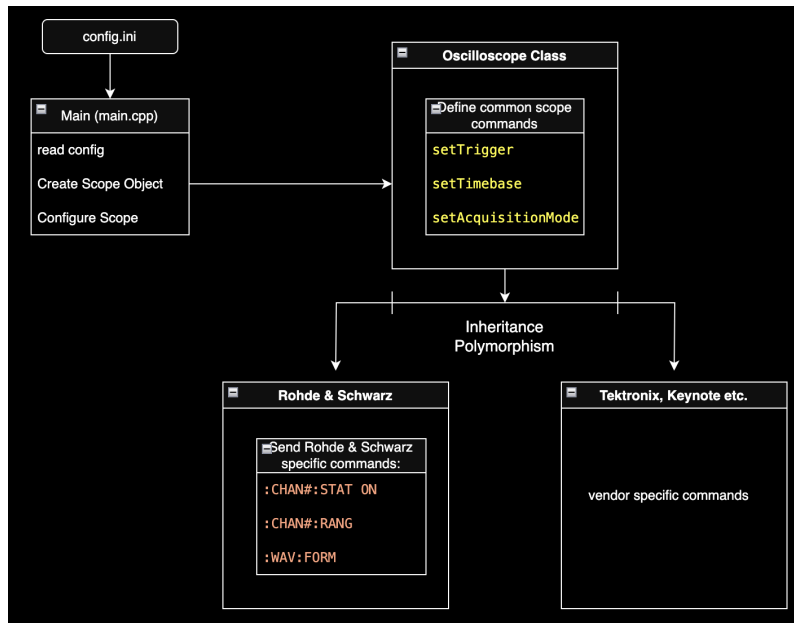 config.ini
Main (main.cpp)
read config
Create Scope Object
Configure Scope
Oscilloscope Class
Define common scope
commands
setTrigger
setTimebase
setAcquisitionMode
Inheritance
Polymorphism
Rohde & Schwarz
Send Rohde & Schwarz
specific commands:
:CHAN#:STAT ON
:CHAN#:RANG
:WAV:FORM
Tektronix, Keynote etc.
vendor specific commands